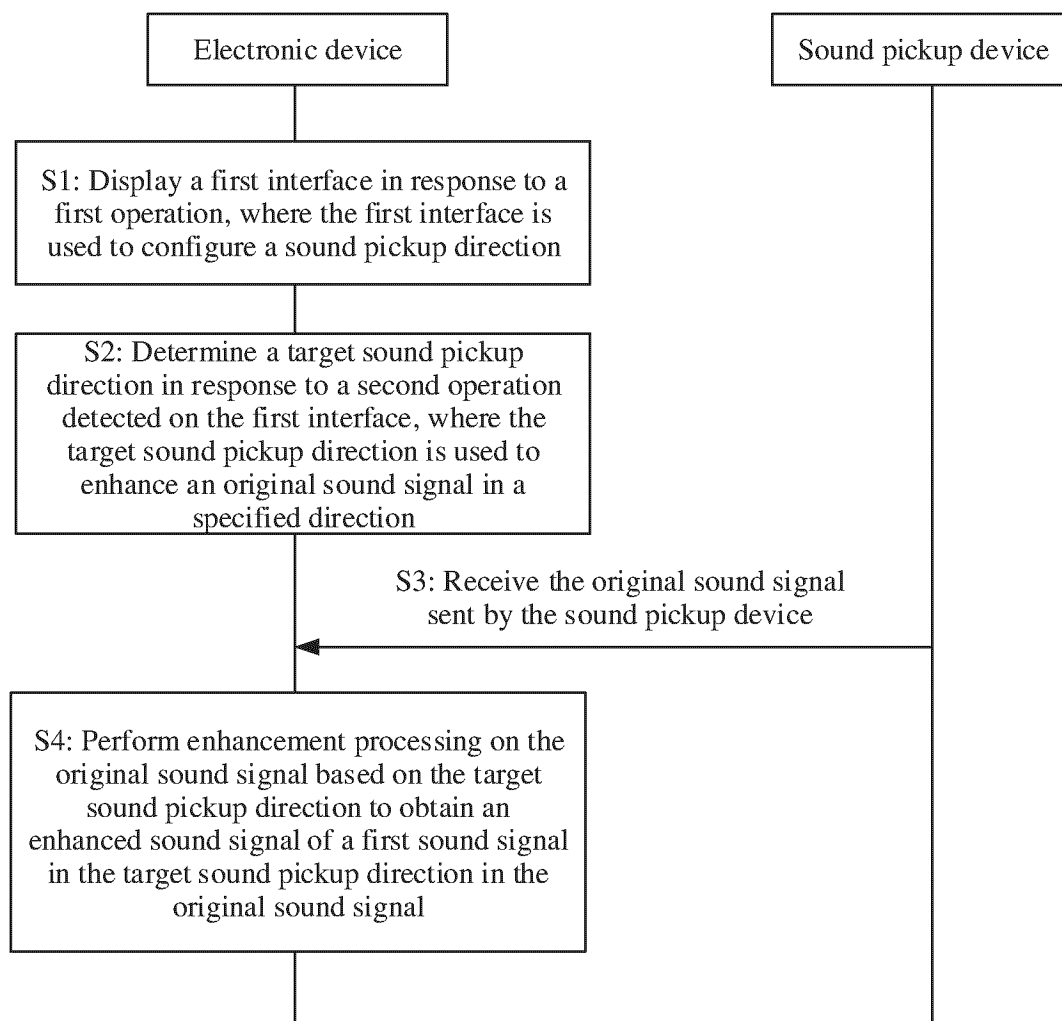 Electronic device
Sound pickup device
S1: Display a first interface in response to a
first operation, where the first interface is
used to configure a sound pickup direction
S2: Determine a target sound pickup
direction in response to a second operation
detected on the first interface, where the
target sound pickup direction is used to
enhance an original sound signal in a
specified direction
S3: Receive the original sound signal
sent by the sound pickup device
S4: Perform enhancement processing on the
original sound signal based on the target
sound pickup direction to obtain an
enhanced sound signal of a first sound signal
in the target sound pickup direction in the
original sound signal